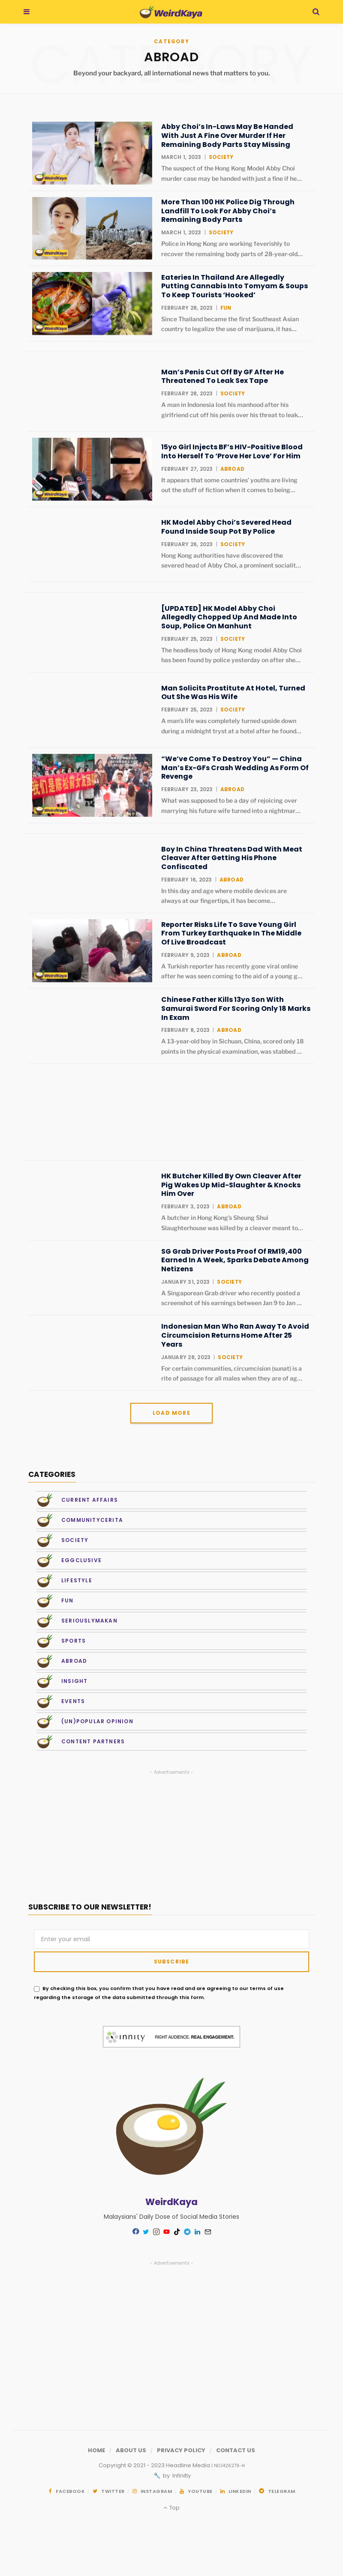 WeirdKaya
CATEGORY
CATEGORY
ABROAD
Beyond your backyard, all international news that matters to you.
Abby Choi's In-Laws May Be Handed
With Just A Fine Over Murder If Her
Remaining Body Parts Stay Missing
MARCH 1, 2023 | SOCIETY
The suspect of the Hong Kong Model Abby Choi
murder case may be handed with just a fine if he…
WeirdKaya
More Than 100 HK Police Dig Through
Landfill To Look For Abby Choi's
Remaining Body Parts
MARCH 1, 2023 | SOCIETY
Police in Hong Kong are working feverishly to
recover the remaining body parts of 28-year-old…
WeirdKaya
Eateries In Thailand Are Allegedly
Putting Cannabis Into Tomyam & Soups
To Keep Tourists 'Hooked'
FEBRUARY 28, 2023 | FUN
Since Thailand became the first Southeast Asian
country to legalize the use of marijuana, it has…
WeirdKaya
Man's Penis Cut Off By GF After He
Threatened To Leak Sex Tape
FEBRUARY 28, 2023 | SOCIETY
A man in Indonesia lost his manhood after his
girlfriend cut off his penis over his threat to leak…
15yo Girl Injects BF's HIV-Positive Blood
Into Herself To 'Prove Her Love' For Him
FEBRUARY 27, 2023 | ABROAD
It appears that some countries' youths are living
out the stuff of fiction when it comes to being…
WeirdKaya
HK Model Abby Choi's Severed Head
Found Inside Soup Pot By Police
FEBRUARY 26, 2023 | SOCIETY
Hong Kong authorities have discovered the
severed head of Abby Choi, a prominent socialit…
[UPDATED] HK Model Abby Choi
Allegedly Chopped Up And Made Into
Soup, Police On Manhunt
FEBRUARY 25, 2023 | SOCIETY
The headless body of Hong Kong model Abby Choi
has been found by police yesterday on after she…
Man Solicits Prostitute At Hotel, Turned
Out She Was His Wife
FEBRUARY 25, 2023 | SOCIETY
A man's life was completely turned upside down
during a midnight tryst at a hotel after he found…
"We've Come To Destroy You" — China
Man's Ex-GFs Crash Wedding As Form Of
Revenge
FEBRUARY 23, 2023 | ABROAD
What was supposed to be a day of rejoicing over
marrying his future wife turned into a nightmar…
WeirdKaya
Boy In China Threatens Dad With Meat
Cleaver After Getting His Phone
Confiscated
FEBRUARY 16, 2023 | ABROAD
In this day and age where mobile devices are
always at our fingertips, it has become…
Reporter Risks Life To Save Young Girl
From Turkey Earthquake In The Middle
Of Live Broadcast
FEBRUARY 9, 2023 | ABROAD
A Turkish reporter has recently gone viral online
after he was seen coming to the aid of a young g…
WeirdKaya
Chinese Father Kills 13yo Son With
Samurai Sword For Scoring Only 18 Marks
In Exam
FEBRUARY 8, 2023 | ABROAD
A 13-year-old boy in Sichuan, China, scored only 18
points in the physical examination, was stabbed …
HK Butcher Killed By Own Cleaver After
Pig Wakes Up Mid-Slaughter & Knocks
Him Over
FEBRUARY 3, 2023 | ABROAD
A butcher in Hong Kong's Sheung Shui
Slaughterhouse was killed by a cleaver meant to…
SG Grab Driver Posts Proof Of RM19,400
Earned In A Week, Sparks Debate Among
Netizens
JANUARY 31, 2023 | SOCIETY
A Singaporean Grab driver who recently posted a
screenshot of his earnings between Jan 9 to Jan …
Indonesian Man Who Ran Away To Avoid
Circumcision Returns Home After 25
Years
JANUARY 28, 2023 | SOCIETY
For certain communities, circumcision (sunat) is a
rite of passage for all males when they are of ag…
LOAD MORE
CATEGORIES
CURRENT AFFAIRS
COMMUNITYCERITA
SOCIETY
EGGCLUSIVE
LIFESTYLE
FUN
SERIOUSLYMAKAN
SPORTS
ABROAD
INSIGHT
EVENTS
(UN)POPULAR OPINION
CONTENT PARTNERS
- Advertisements -
SUBSCRIBE TO OUR NEWSLETTER!
Enter your email
SUBSCRIBE
By checking this box, you confirm that you have read and are agreeing to our terms of use
regarding the storage of the data submitted through this form.
innity RIGHT AUDIENCE. REAL ENGAGEMENT.
WeirdKaya
Malaysians' Daily Dose of Social Media Stories
- Advertisements -
HOME / ABOUT US / PRIVACY POLICY / CONTACT US
Copyright © 2021 - 2023 Headline Media
by Infinity
FACEBOOK TWITTER INSTAGRAM YOUTUBE LINKEDIN TELEGRAM
Top